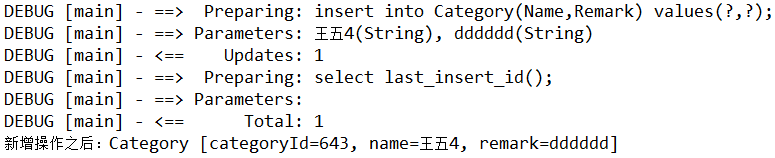 DEBUG [main] - ==>  Preparing: insert into Category(Name,Remark) values(?,?);
DEBUG [main] - ==> Parameters: 王五4(String), dddddd(String)
DEBUG [main] - <==    Updates: 1
DEBUG [main] - ==>  Preparing: select last_insert_id();
DEBUG [main] - ==> Parameters:
DEBUG [main] - <==      Total: 1
新增操作之后：Category [categoryId=643, name=王五4, remark=dddddd]